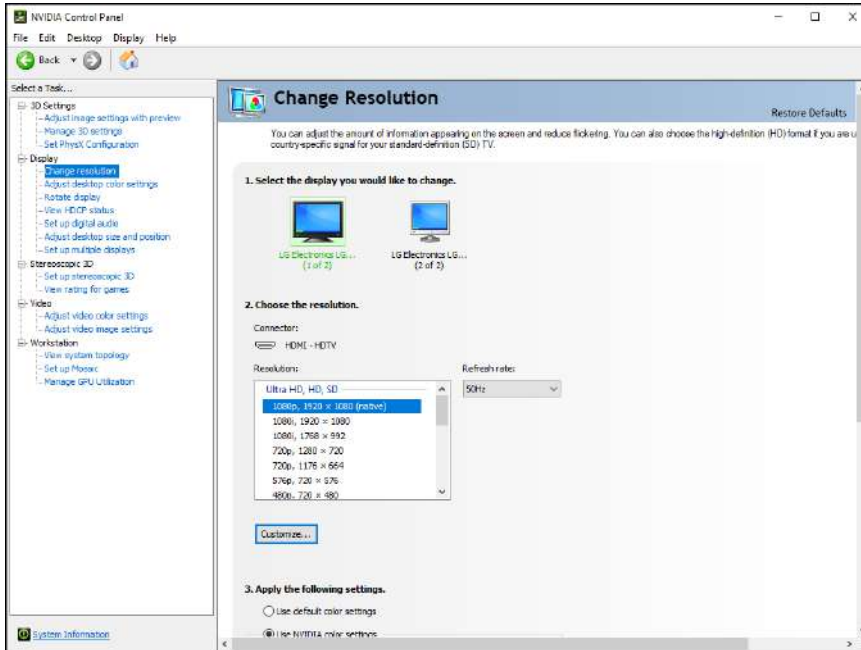 NVIDIA Control Panel
File Edit Desktop Display Help
Back
Select a Task...
3D Settings
Adjust image settings with preview
Manage 3D settings
Set PhysX Configuration
Display
Change resolution
Adjust desktop color settings
Rotate display
View HDCP status
Set up digital audio
Adjust desktop size and position
Set up multiple displays
Stereoscopic 3D
Set up stereoscopic 3D
View rating for games
Video
Adjust video color settings
Adjust video image settings
Workstation
View system topology
Set up Mosaic
Manage GPU Utilization
System Information
Change Resolution
Restore Defaults
You can adjust the amount of information appearing on the screen and reduce flickering. You can also choose the high-definition (HD) format if you are u
country-specific signal for your standard-definition (SD) TV.
1. Select the display you would like to change.
LG Electronics LG... LG Electronics LG...
(1 of 2) (2 of 2)
2. Choose the resolution.
Connector:
HDMI - HDTV
Resolution: Refresh rate:
Ultra HD, HD, SD 50Hz
1080p, 1920 × 1080 (native)
1080i, 1920 × 1080
1080i, 1768 × 992
720p, 1280 × 720
720p, 1176 × 664
576p, 720 × 576
480p, 720 × 480
Customize...
3. Apply the following settings.
Use default color settings
Use NVIDIA color settings